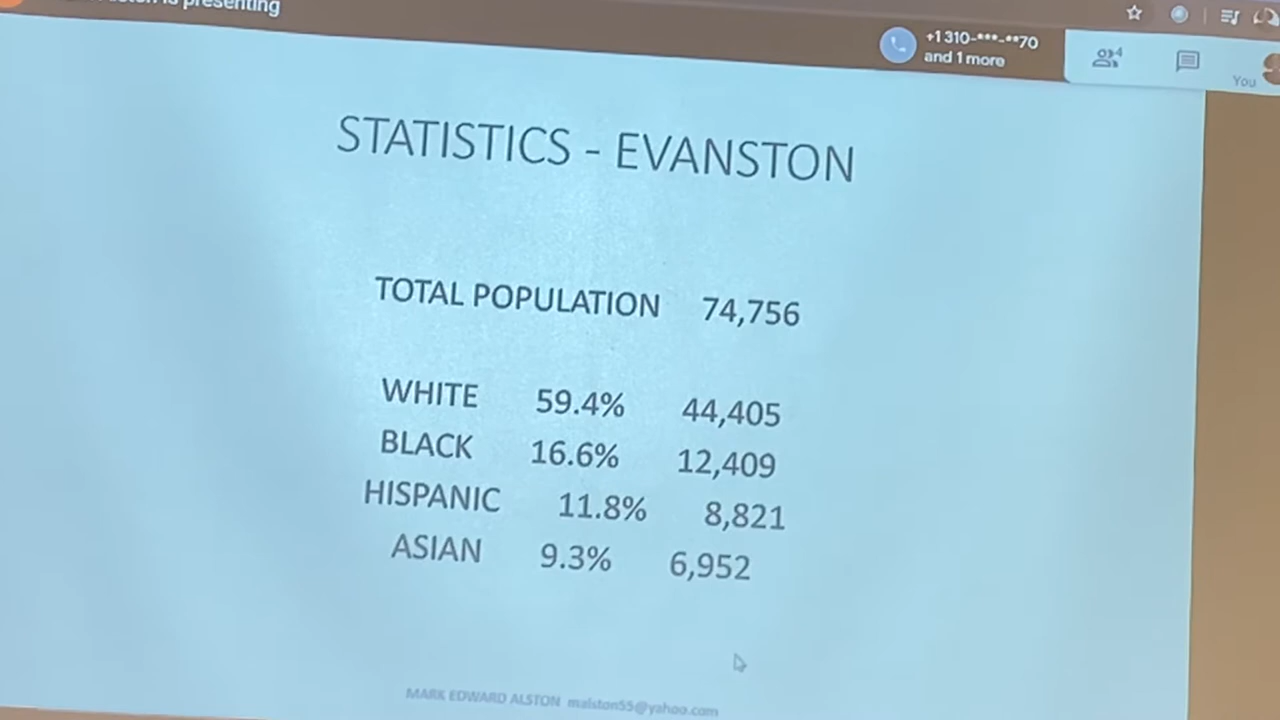 is presenting
+1 310-***-**70
and 1 more
4
You
STATISTICS - EVANSTON
TOTAL POPULATION 74,756
WHITE 59.4% 44,405
BLACK 16.6% 12,409
HISPANIC 11.8% 8,821
ASIAN 9.3% 6,952
MARK EDWARD ALSTON malston55@yahoo.com